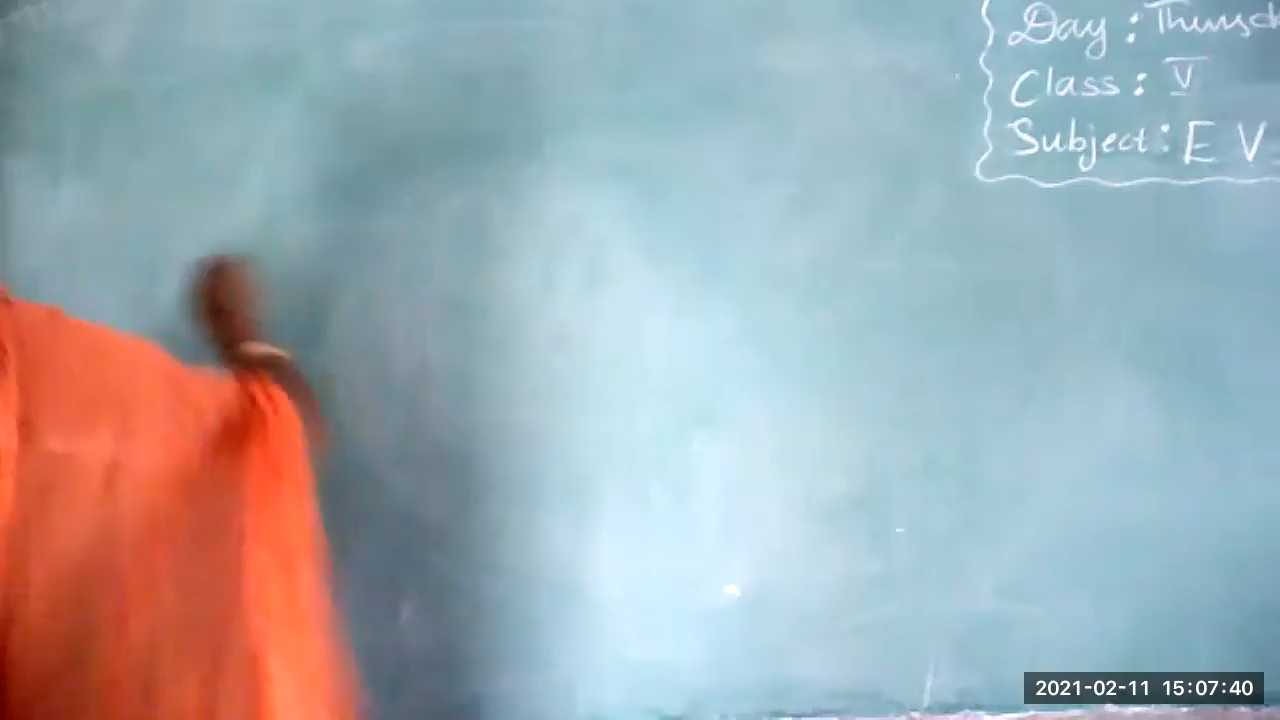 Day : Thursd
Class : V
Subject : E V
2021-02-11 15:07:40